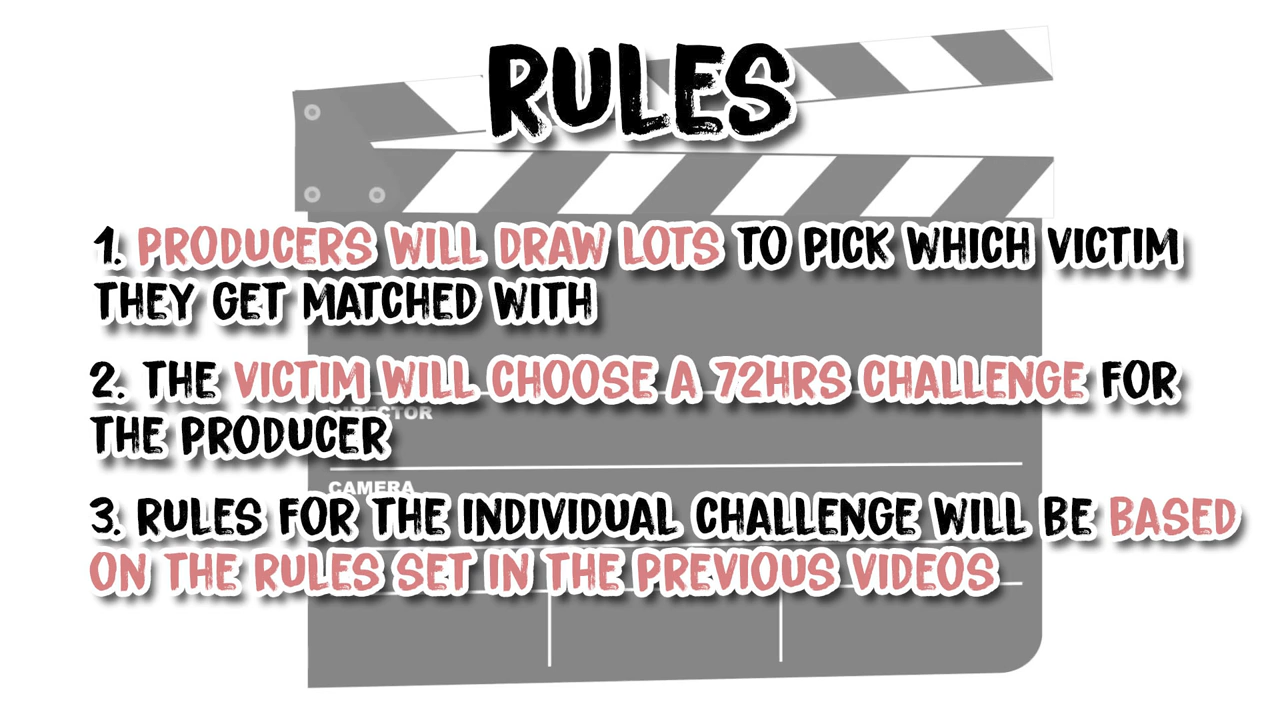 RULES
1. PRODUCERS WILL DRAW LOTS TO PICK WHICH VICTIM
THEY GET MATCHED WITH
2. THE VICTIM WILL CHOOSE A 72HRS CHALLENGE FOR
DIRECTOR
THE PRODUCER
CAMERA
3. RULES FOR THE INDIVIDUAL CHALLENGE WILL BE BASED
ON THE RULES SET IN THE PREVIOUS VIDEOS